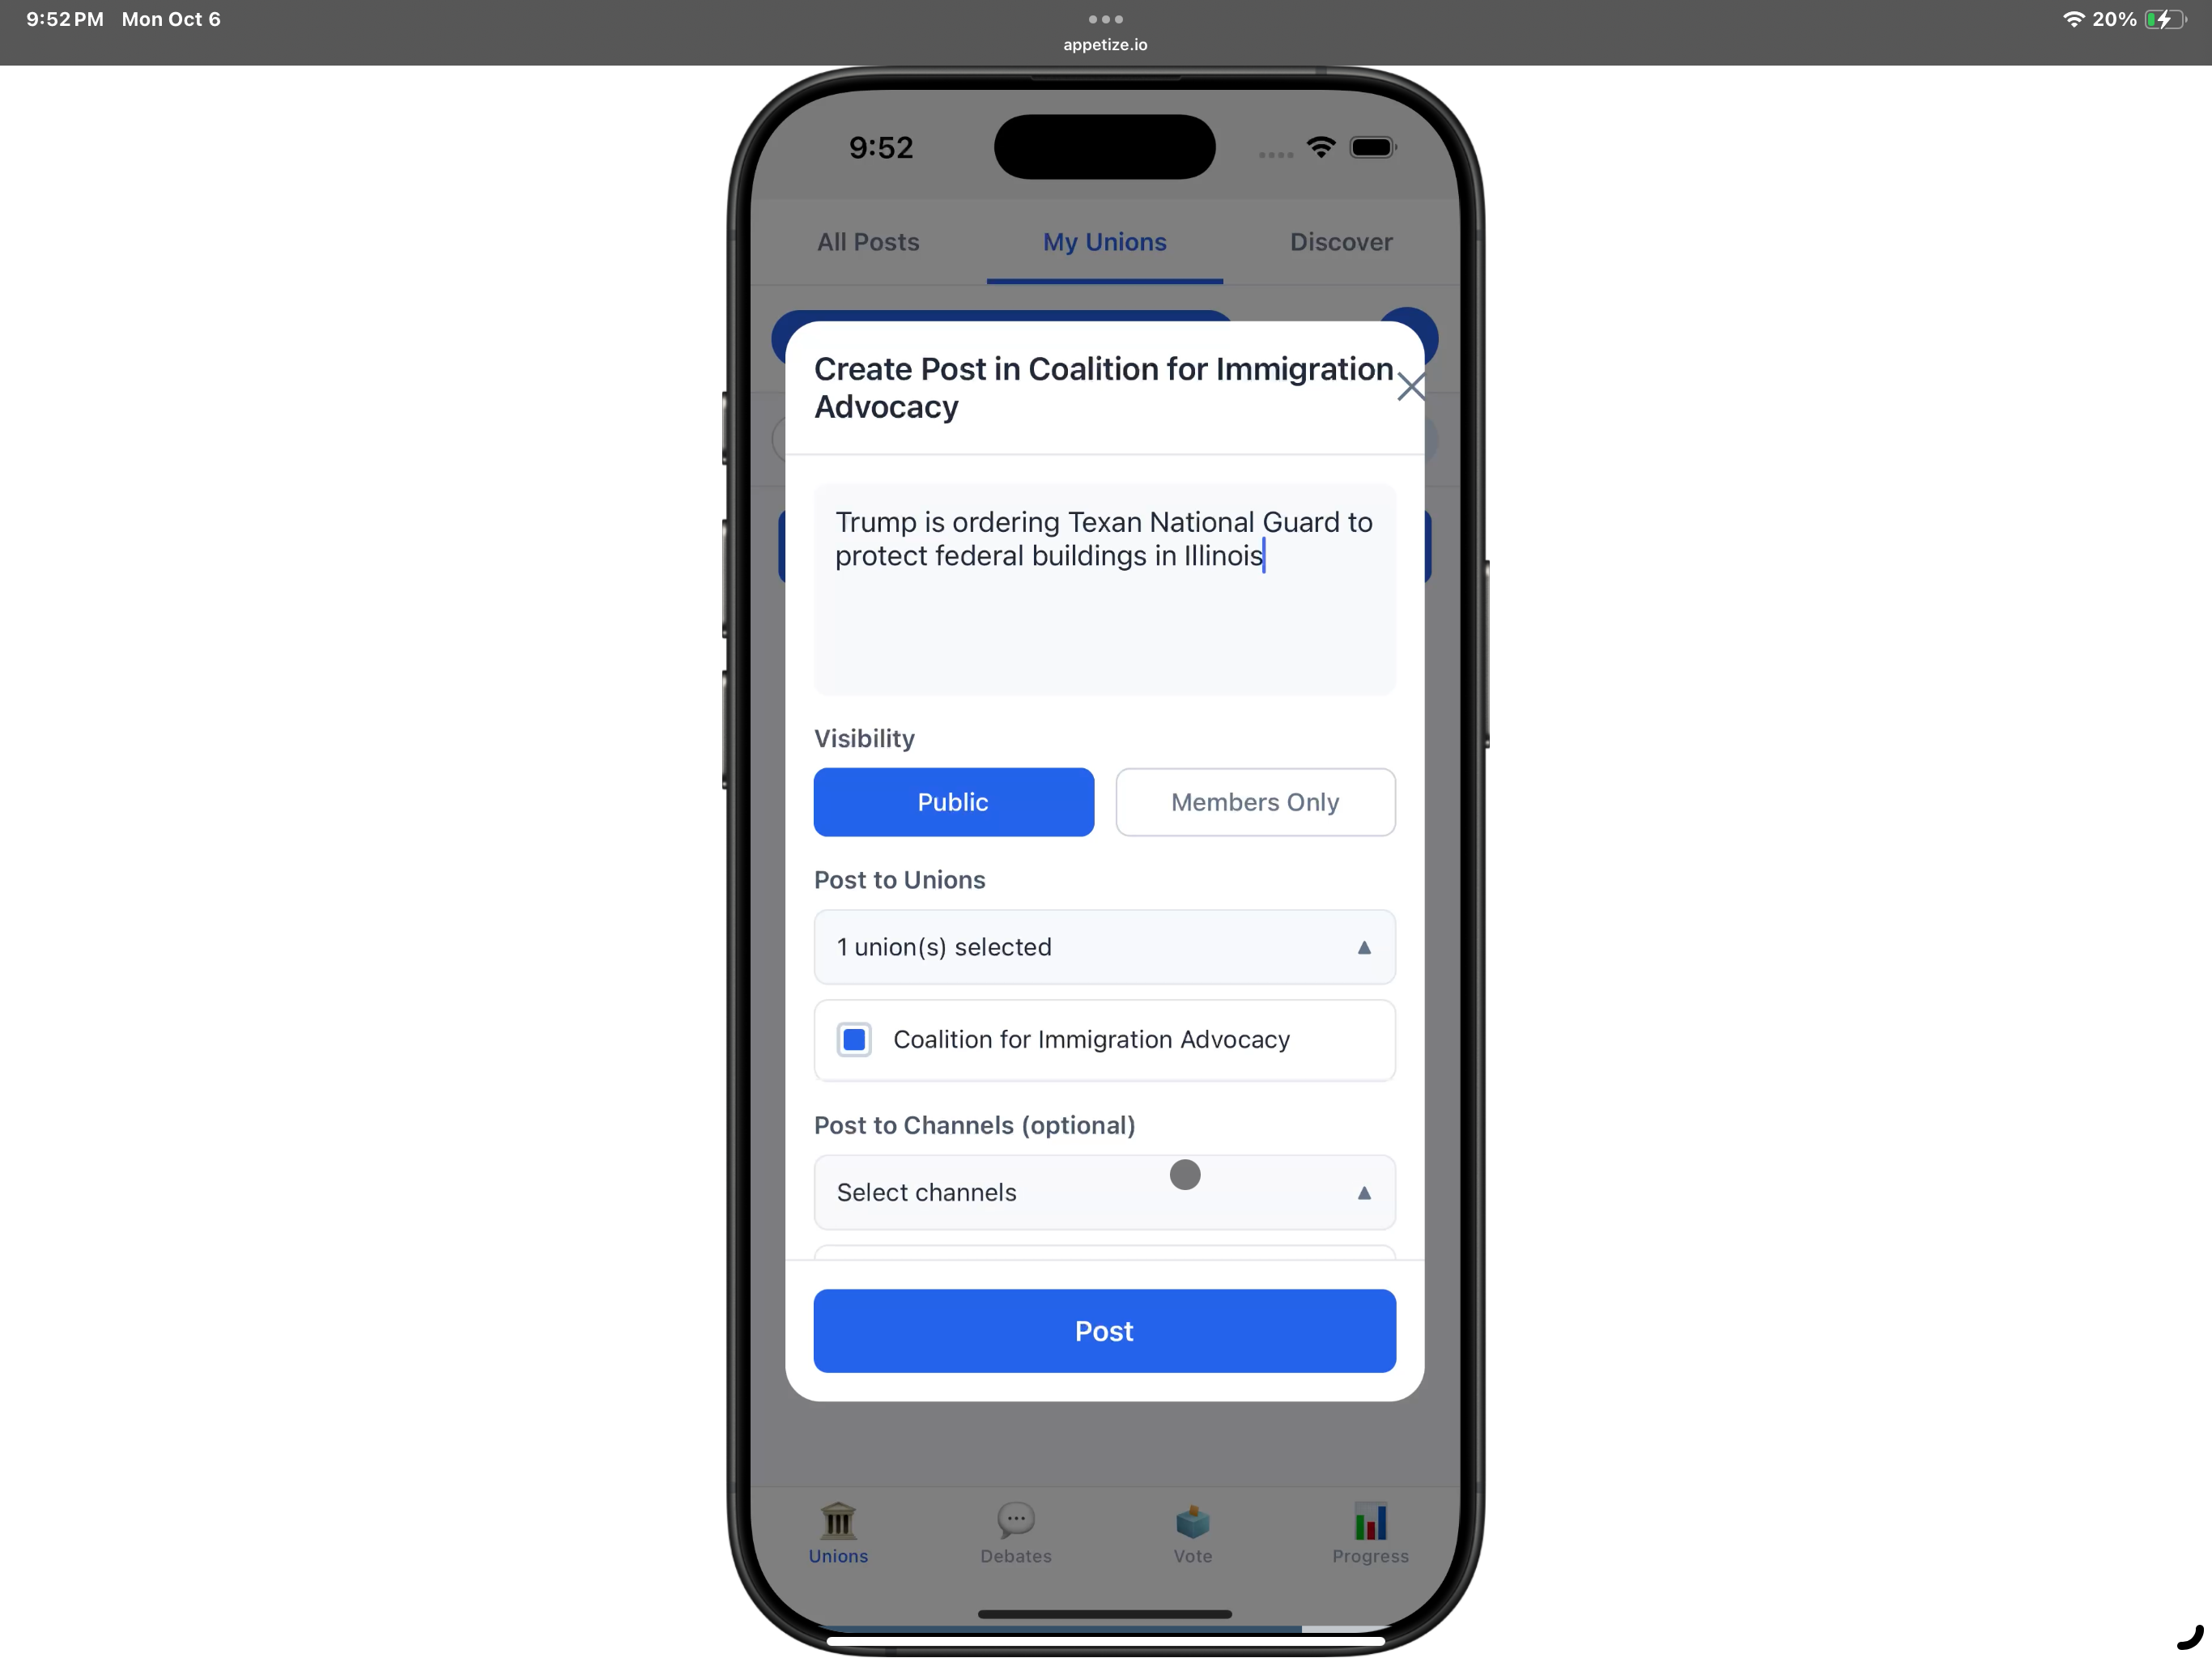 9:52 PM Mon Oct 6
20%
appetize.io
9:52
All Posts
My Unions
Discover
Create Post in Coalition for Immigration
Advocacy
Trump is ordering Texan National Guard to
protect federal buildings in Illinois
Visibility
Public
Members Only
Post to Unions
1 union(s) selected
Coalition for Immigration Advocacy
Post to Channels (optional)
Select channels
Post
Unions
Debates
Vote
Progress